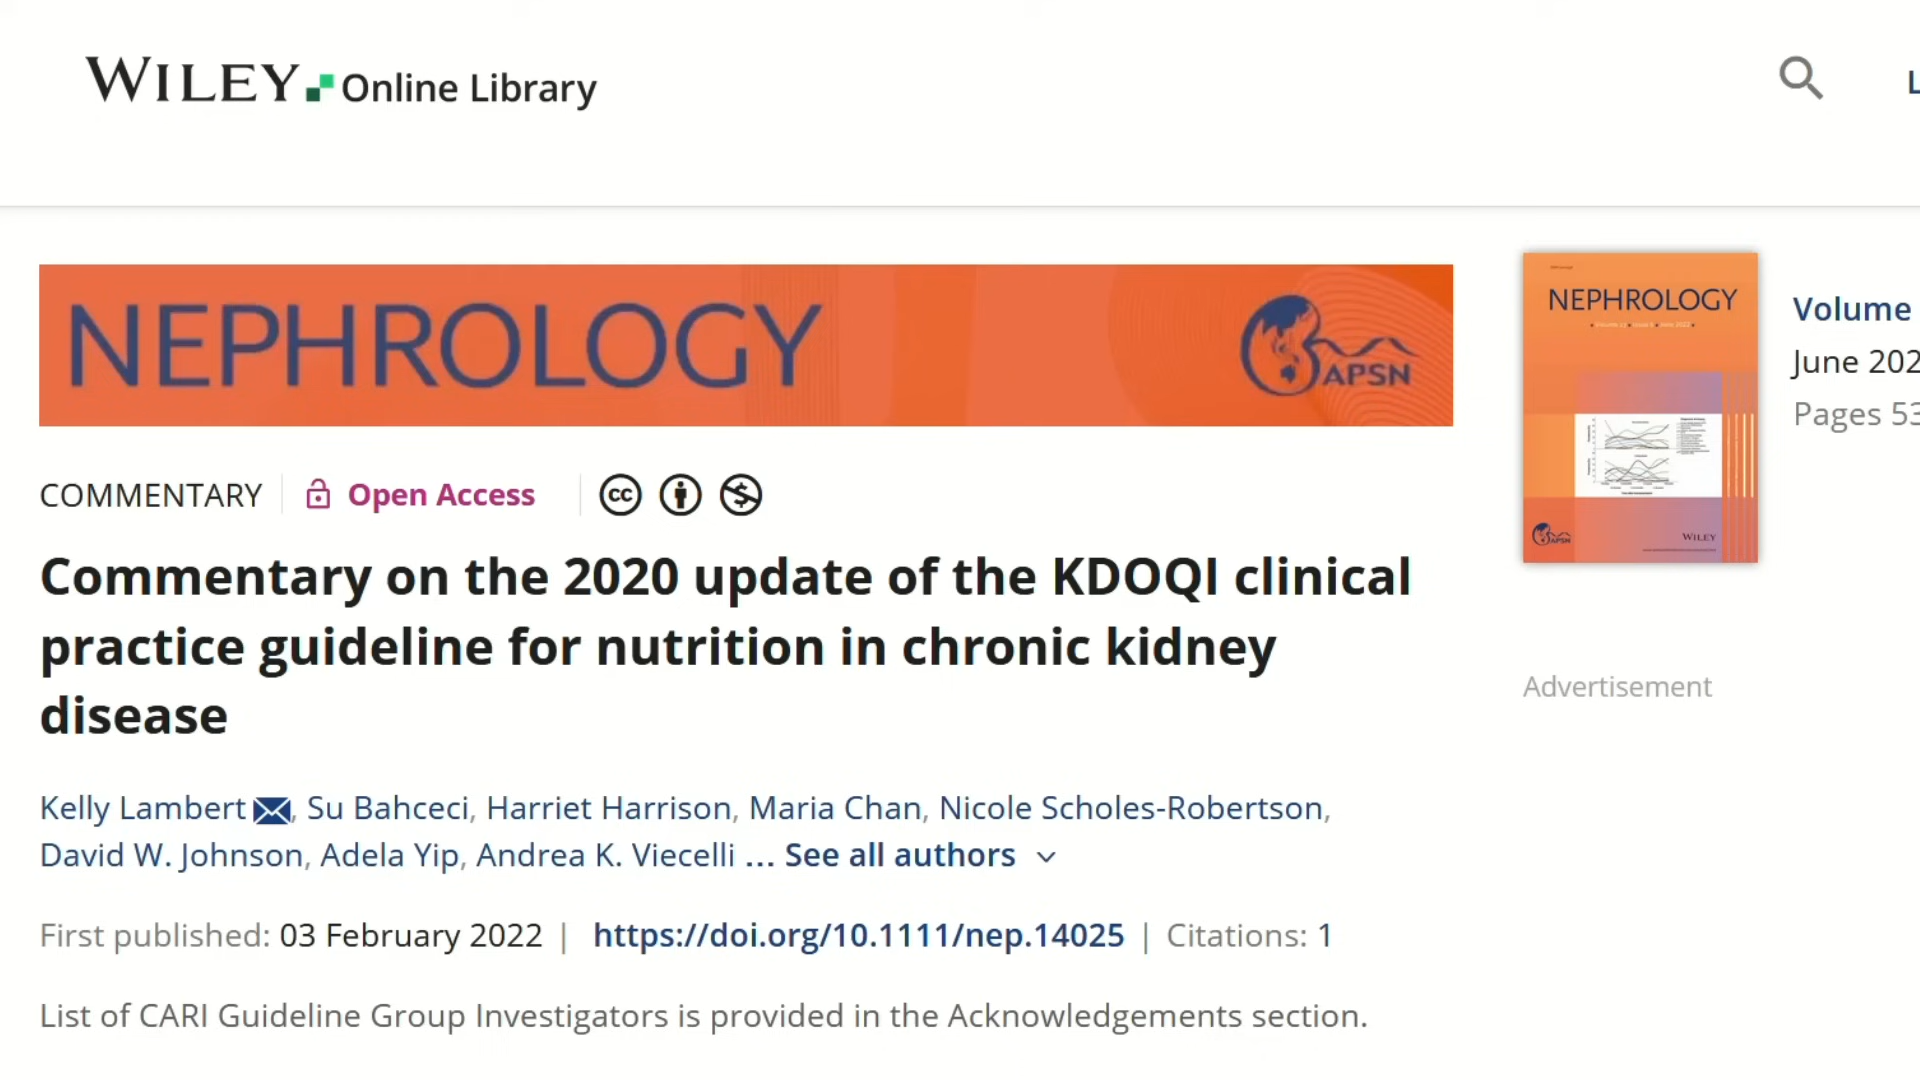 WILEY Online Library
L
NEPHROLOGY
APSN
NEPHROLOGY
APSN
WILEY
Volume
June 202
Pages 53
COMMENTARY
Open Access
cc
Commentary on the 2020 update of the KDOQI clinical
practice guideline for nutrition in chronic kidney
disease
Advertisement
Kelly Lambert, Su Bahceci, Harriet Harrison, Maria Chan, Nicole Scholes-Robertson,
David W. Johnson, Adela Yip, Andrea K. Viecelli ... See all authors
First published: 03 February 2022 | https://doi.org/10.1111/nep.14025 | Citations: 1
List of CARI Guideline Group Investigators is provided in the Acknowledgements section.